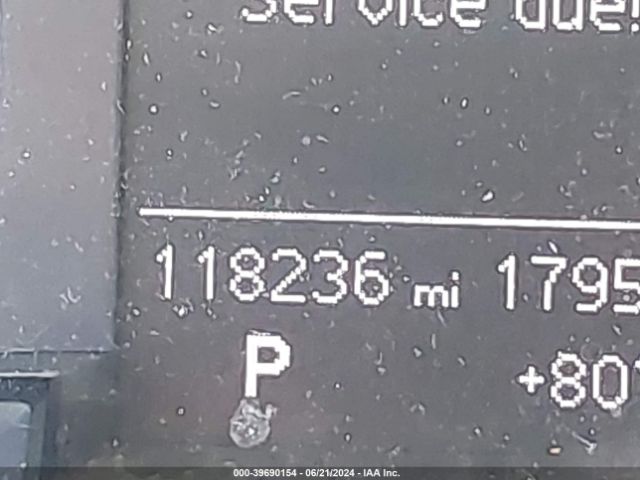 Service due!
118236 mi 1795
P +80°
000-39690154 - 06/21/2024 - IAA Inc.